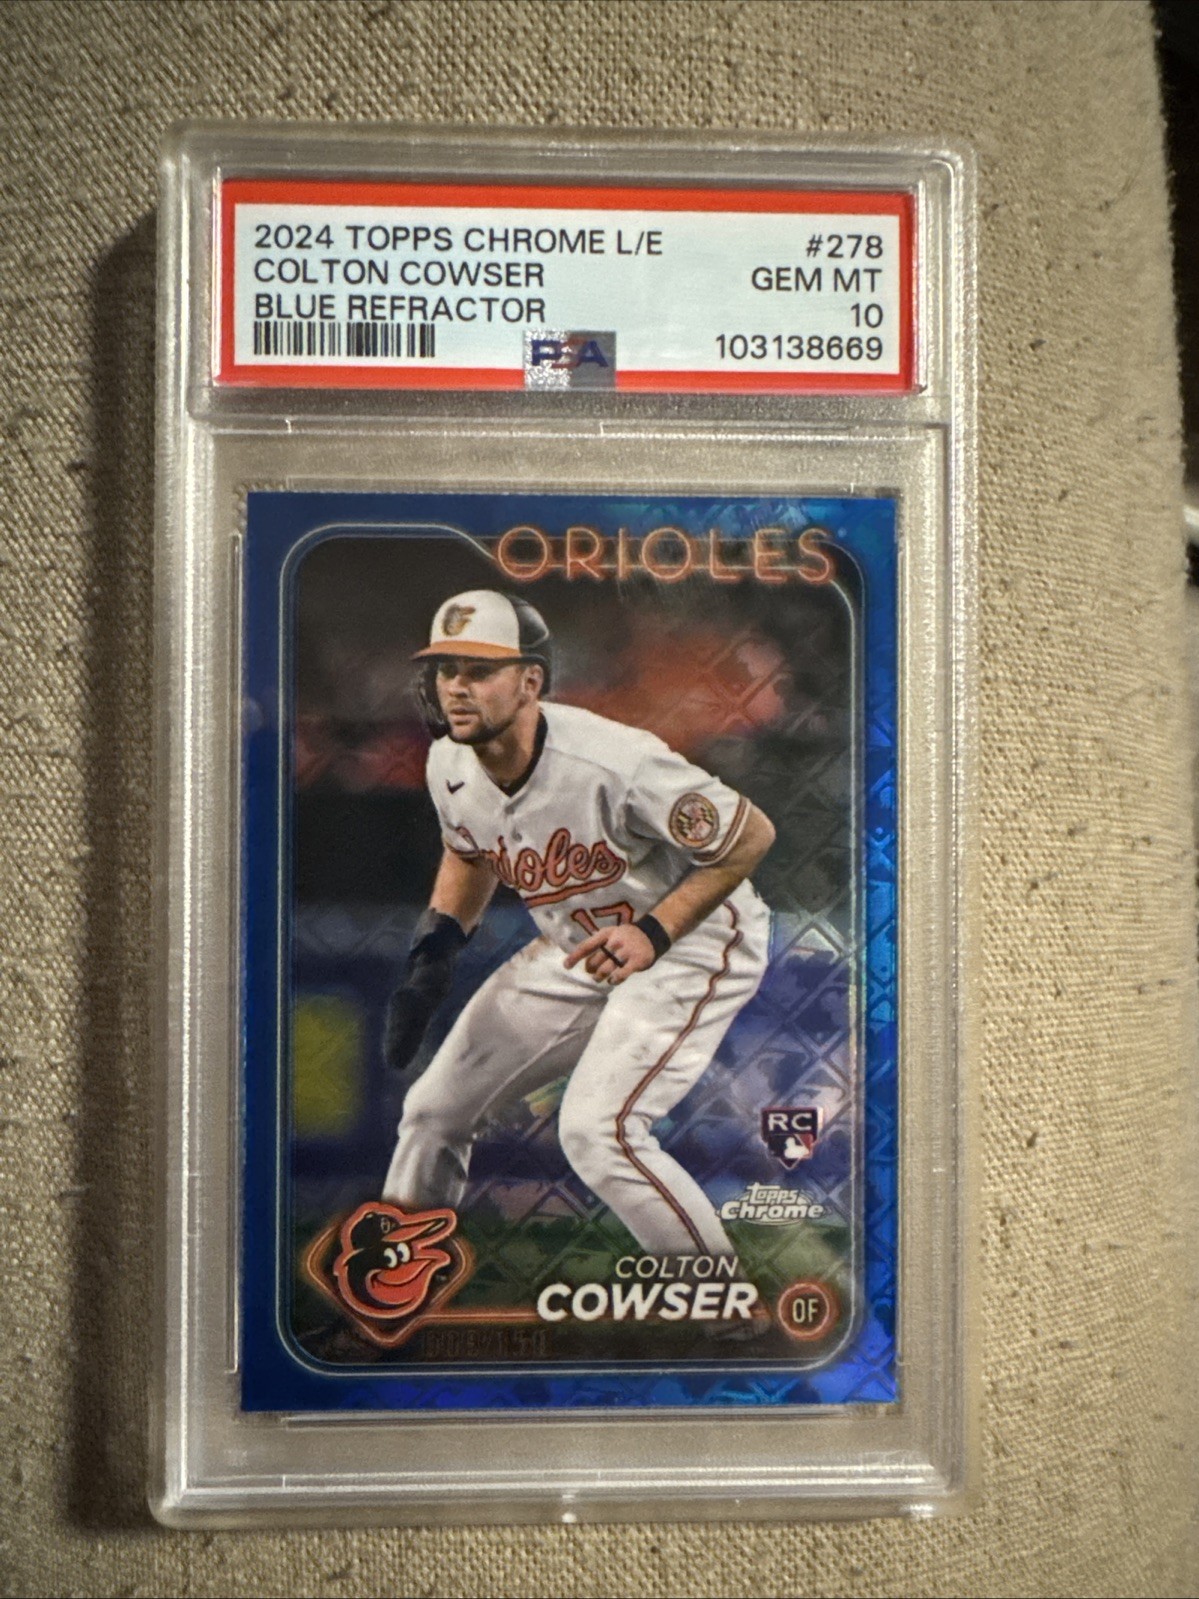 2024 TOPPS CHROME L/E #278
COLTON COWSER GEM MT
BLUE REFRACTOR 10
PSA 103138669
ORIOLES
Orioles
17
RC
Topps
Chrome
COLTON
COWSER OF